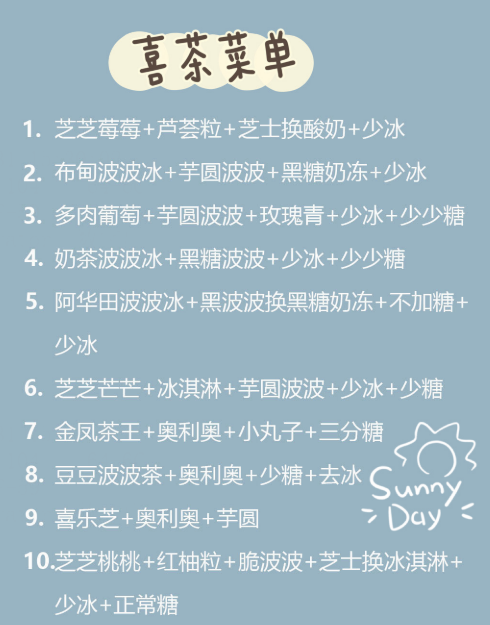 喜茶菜单
1. 芝芝莓莓+芦荟粒+芝士换酸奶+少冰
2. 布甸波波冰+芋圆波波+黑糖奶冻+少冰
3. 多肉葡萄+芋圆波波+玫瑰青+少冰+少少糖
4. 奶茶波波冰+黑糖波波+少冰+少少糖
5. 阿华田波波冰+黑波波换黑糖奶冻+不加糖+
少冰
6. 芝芝芒芒+冰淇淋+芋圆波波+少冰+少糖
7. 金凤茶王+奥利奥+小丸子+三分糖
8. 豆豆波波茶+奥利奥+少糖+去冰
Sunny
Day
9. 喜乐芝+奥利奥+芋圆
10.芝芝桃桃+红柚粒+脆波波+芝士换冰淇淋+
少冰+正常糖